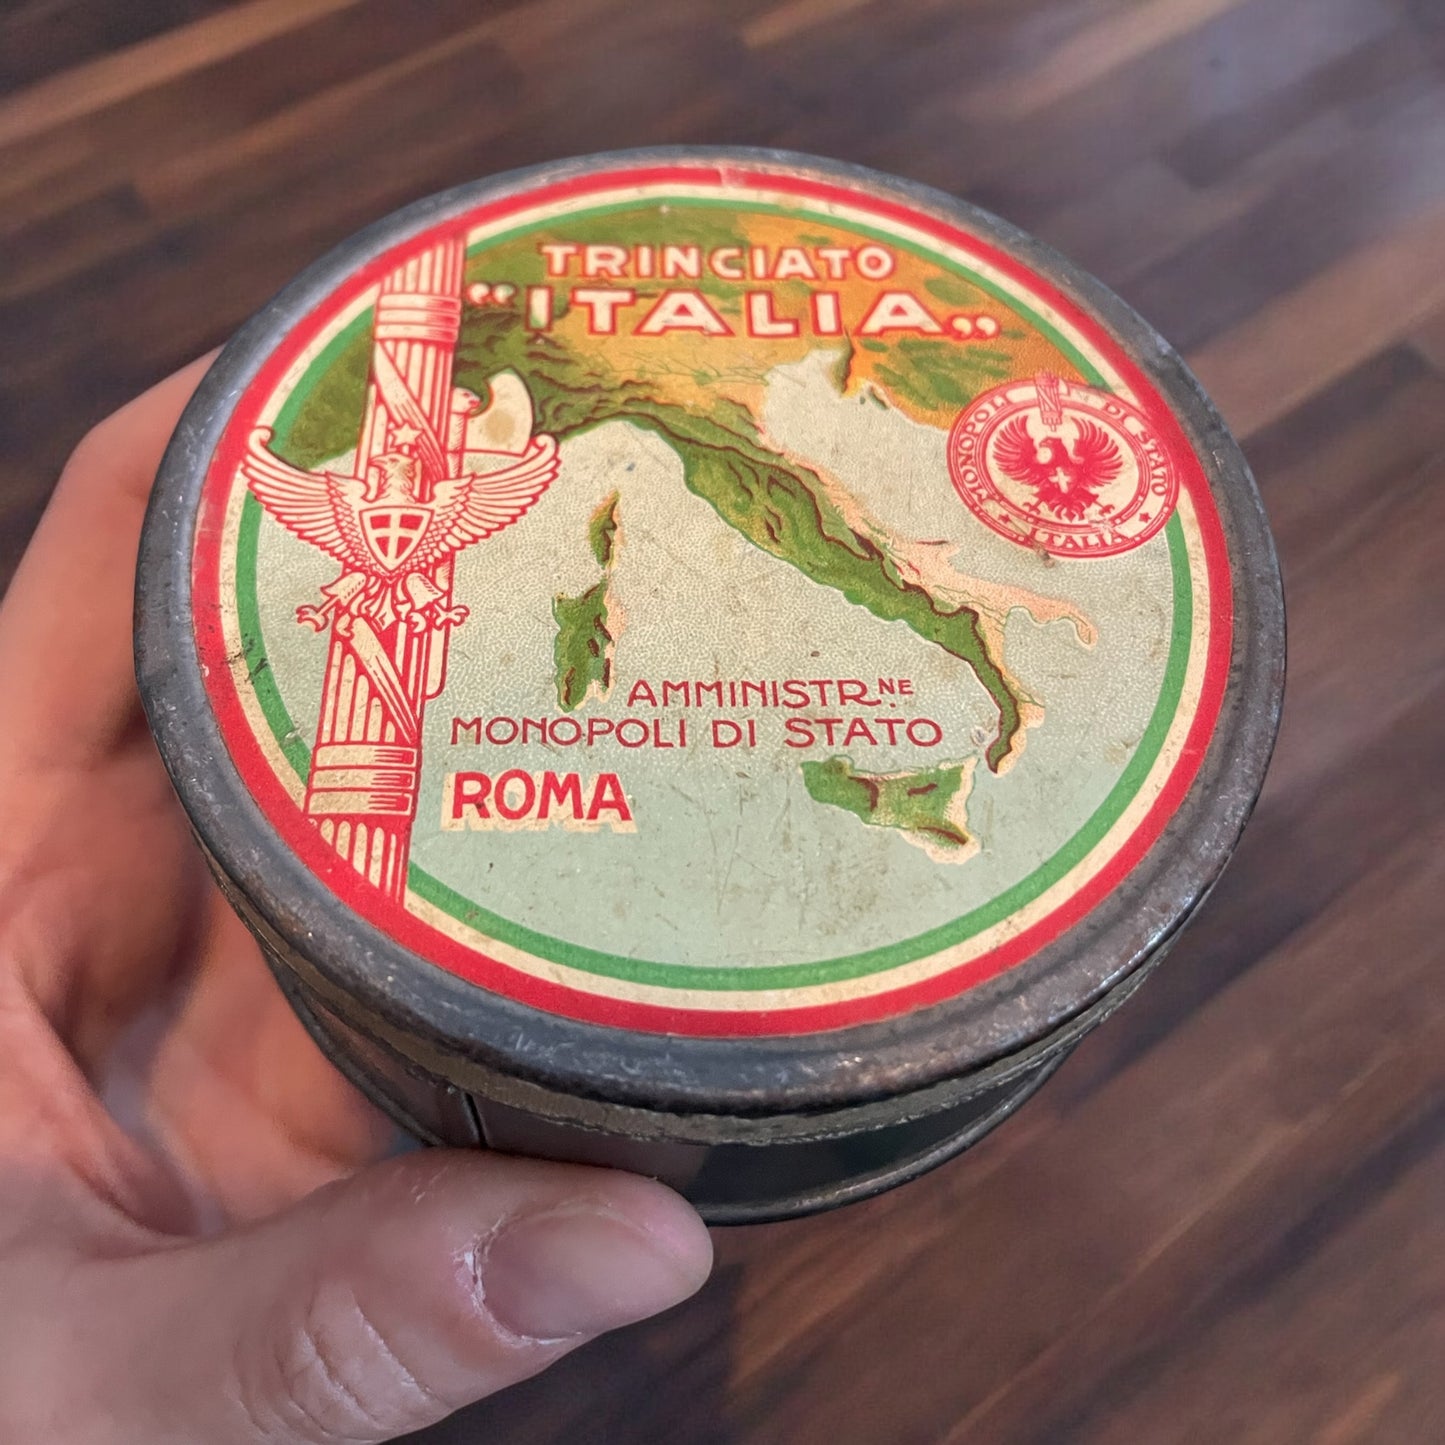 TRINCIATO
“ITALIA„
MONOPOLI DI STATO
ITALIA
AMMINISTR.NE
MONOPOLI DI STATO
ROMA